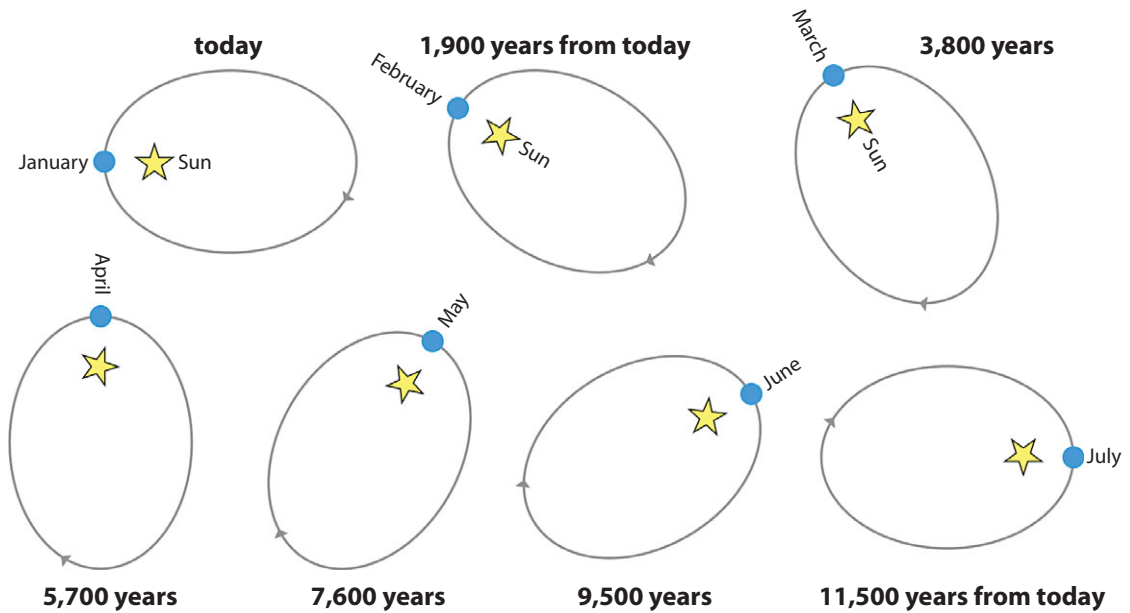 today
1,900 years from today
3,800 years
January
Sun
February
Sun
March
Sun
April
May
June
July
5,700 years
7,600 years
9,500 years
11,500 years from today